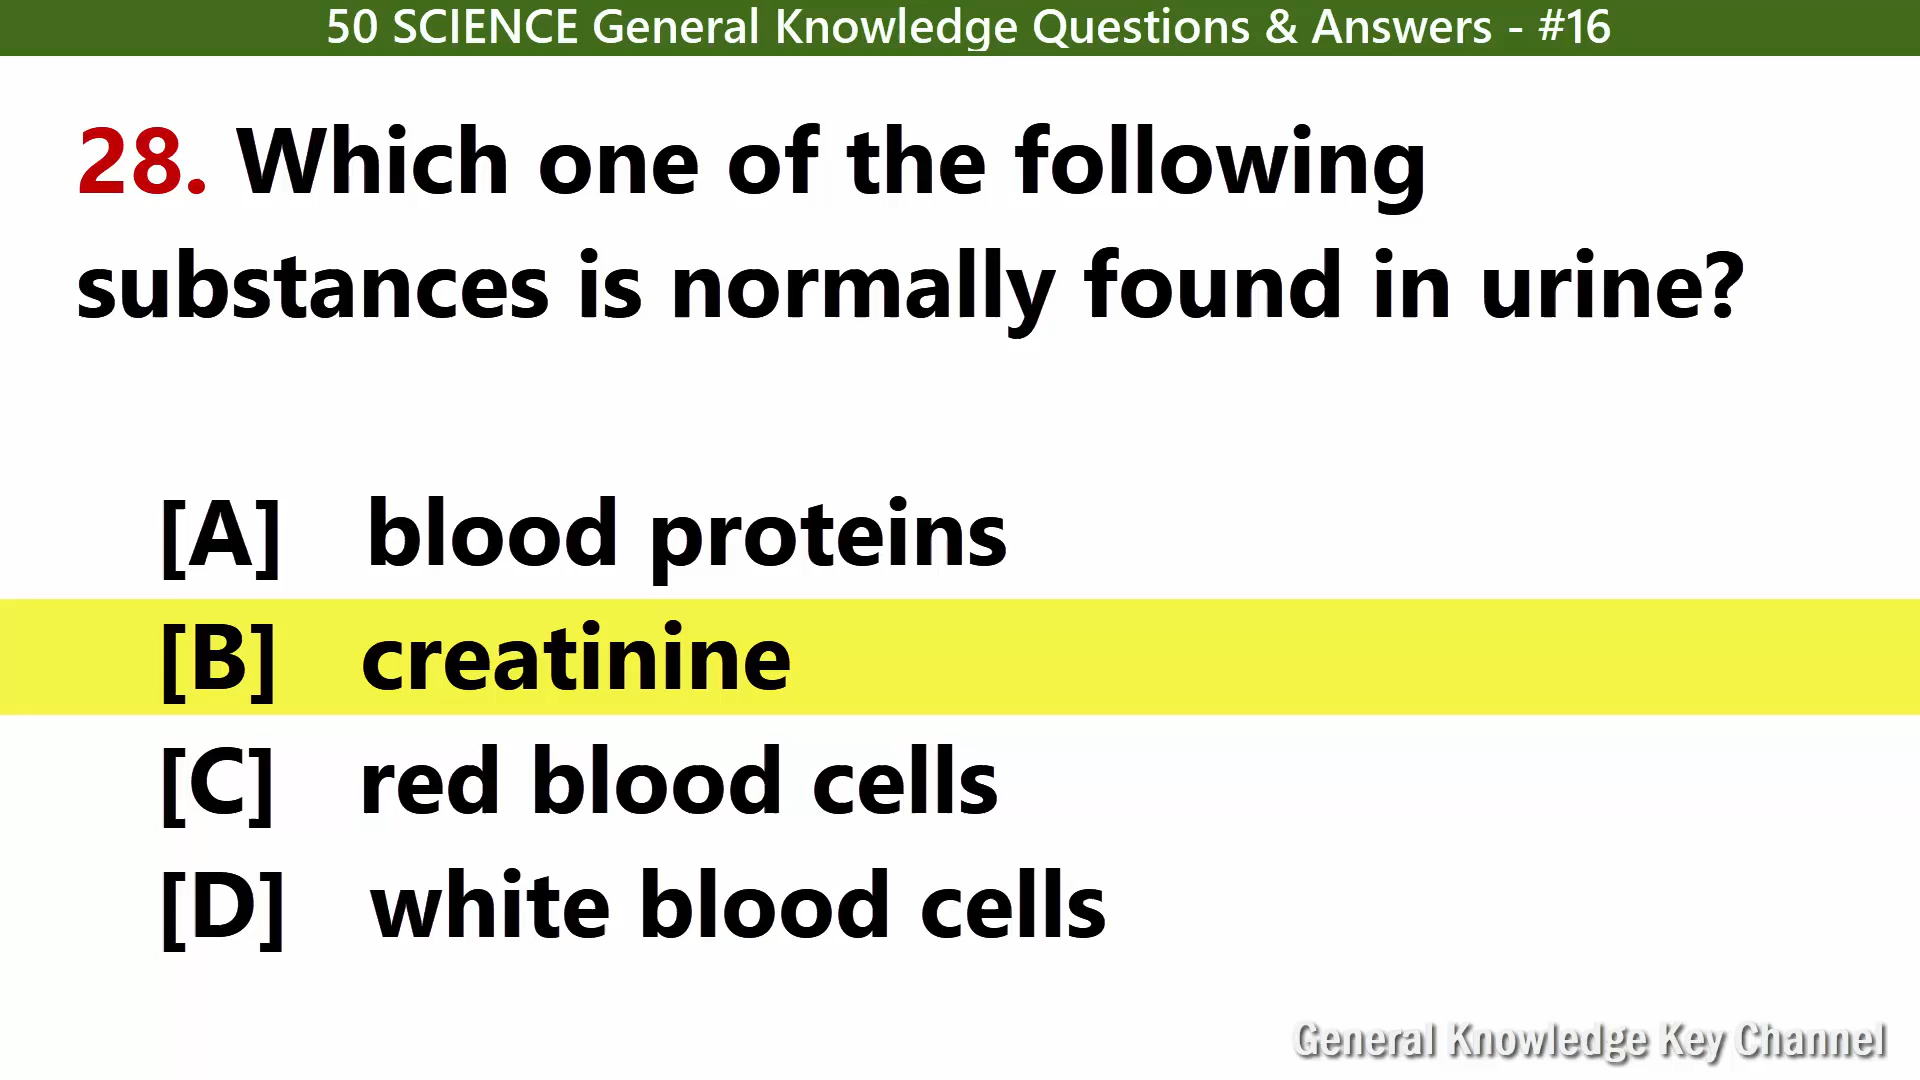 50 SCIENCE General Knowledge Questions & Answers - #16
28. Which one of the following
substances is normally found in urine?
[A] blood proteins
[B] creatinine
[C] red blood cells
[D] white blood cells
General Knowledge Key Channel